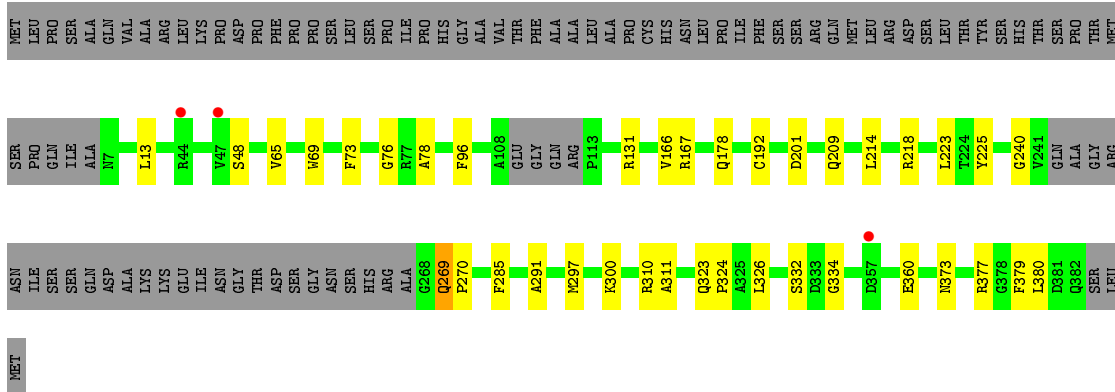 MET LEU PRO SER SER ALA GLN VAL ALA ARG LEU LYS PRO ASP PRO PHE PRO PRO SER LEU SER PRO ILE PRO HIS GLY ALA VAL THR PHE ALA ALA LEU ALA PRO CYS HIS ASN LEU PRO ILE PHE SER SER ARG GLN MET LEU ARG ASP SER LEU THR TYR SER HIS THR SER PRO THR MET
SER PRO GLN ILE ALA N7 L13 R44 V47 S48 V65 W69 F73 G76 R77 A78 F96 A108 GLU GLY GLN ARG P113 R131 V166 R167 Q178 C192 D201 Q209 L214 R218 L223 T224 Y225 G240 V241 GLN ALA GLY ARG
ASN ILE SER SER GLN ASP ALA LYS LYS GLU ILE ASN GLY THR ASP SER GLY ASN SER HIS ARG ALA G268 Q269 P270 F285 A291 M297 K300 R310 A311 Q323 P324 A325 L326 S332 D333 G334 D357 E360 N373 R377 G378 F379 L380 D381 Q382 SER LEU
MET